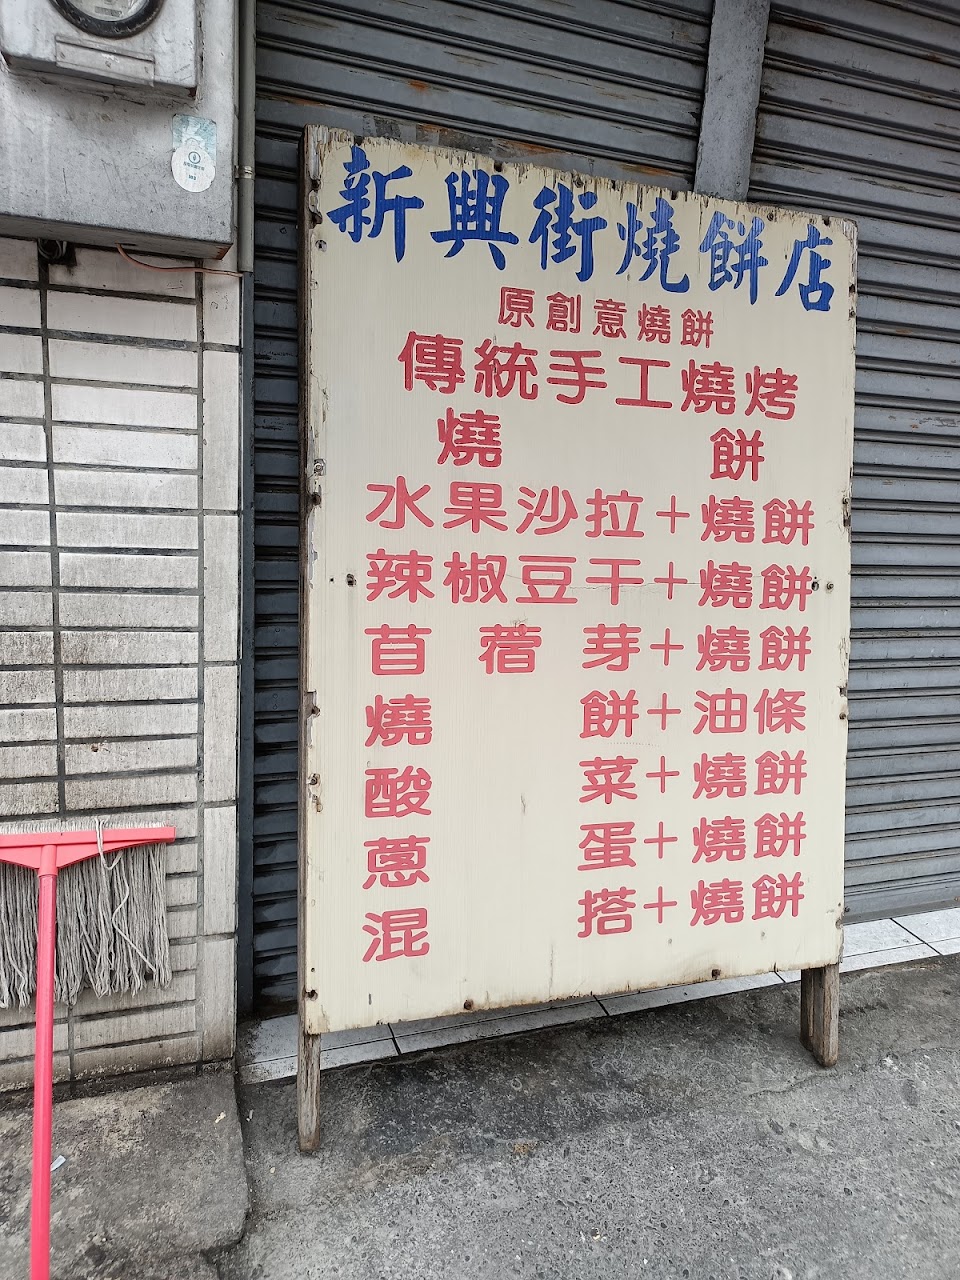 新興街燒餅店
原創意燒餅
傳統手工燒烤
燒餅
水果沙拉+燒餅
辣椒豆干+燒餅
苜蓿芽+燒餅
燒餅+油條
酸菜+燒餅
蔥蛋+燒餅
混搭+燒餅